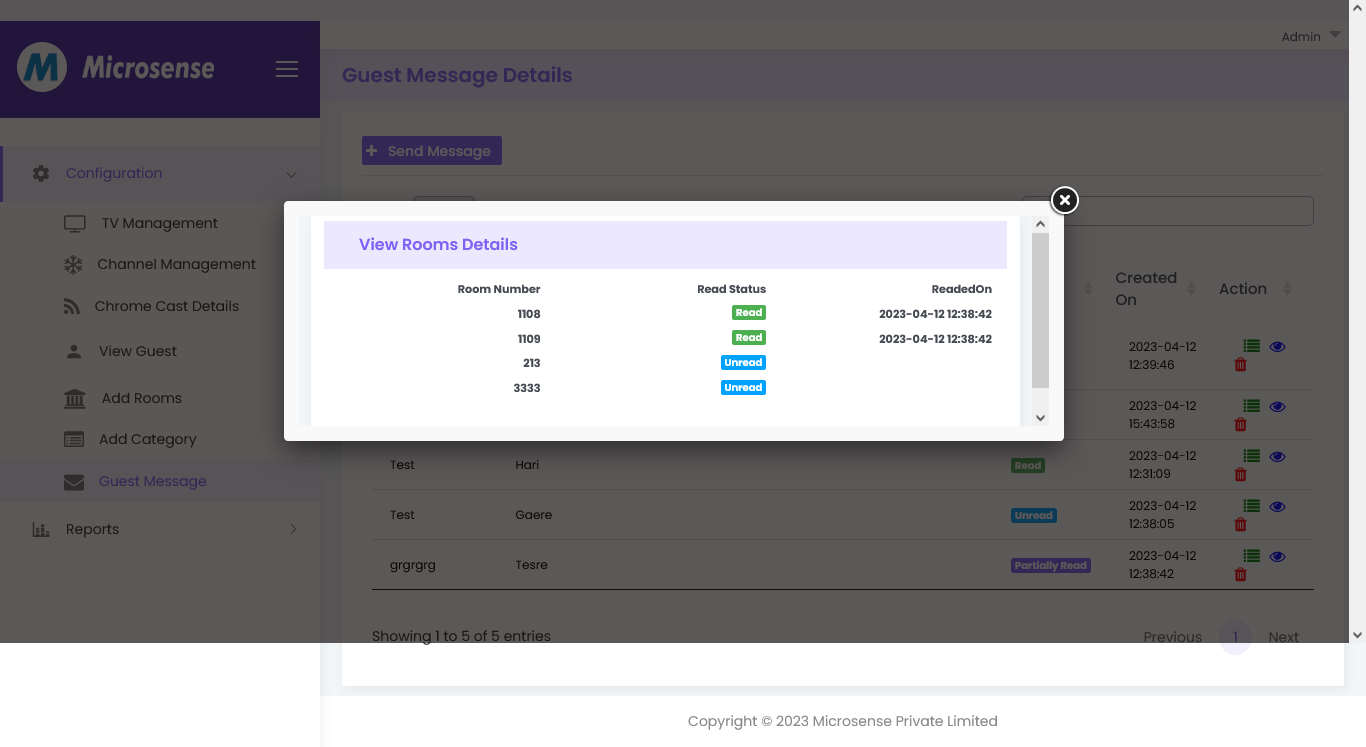 Admin
M Microsense
Guest Message Details
+ Send Message
Configuration
TV Management
Channel Management
Chrome Cast Details
View Guest
Add Rooms
Add Category
Guest Message
Reports
View Rooms Details
Room Number Read Status ReadedOn
1108 Read 2023-04-12 12:38:42
1109 Read 2023-04-12 12:38:42
213 Unread
3333 Unread
Created
On
Action
2023-04-12
12:39:46
2023-04-12
15:43:58
Test Hari Read 2023-04-12
12:31:09
Test Gaere Unread 2023-04-12
12:38:05
grgrgrg Tesre Partially Read 2023-04-12
12:38:42
Showing 1 to 5 of 5 entries
Previous 1 Next
Copyright © 2023 Microsense Private Limited